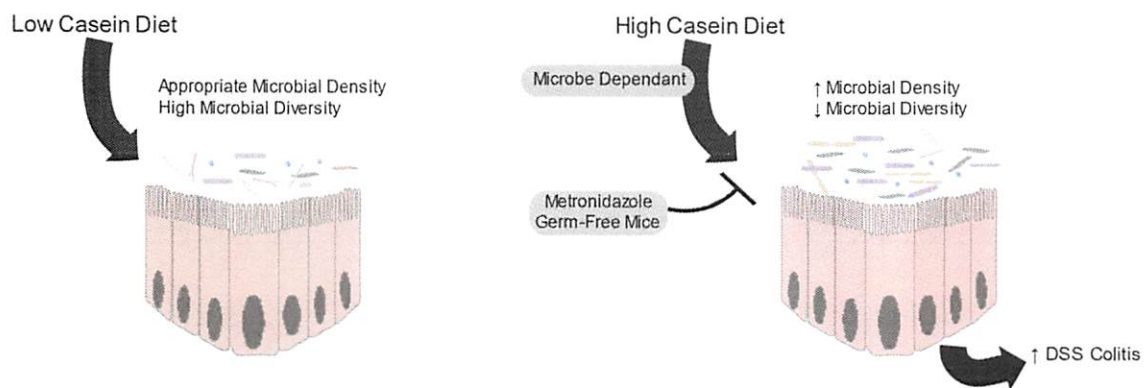 Low Casein Diet
Appropriate Microbial Density
High Microbial Diversity
High Casein Diet
Microbe Dependant
↑ Microbial Density
↓ Microbial Diversity
Metronidazole
Germ-Free Mice
↑ DSS Colitis